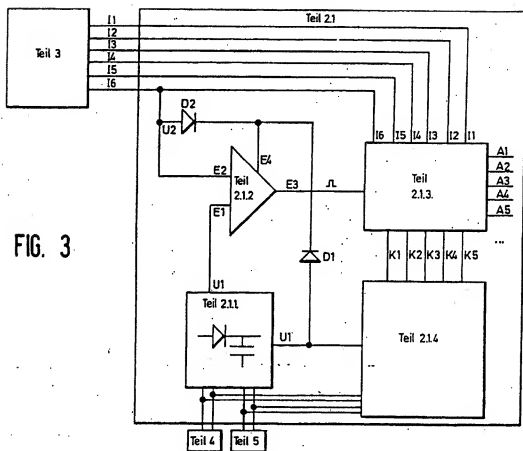 I1
Teil 2.1
I2
Teil 3
I3
I4
I5
I6
D2
U2
I6 I5 I4 I3 I2 I1
E4
E2
Teil
2.1.2
E3
Teil
2.1.3.
A1
A2
A3
A4
A5
...
E1
FIG. 3
D1
K1 K2 K3 K4 K5
U1
Teil 2.1.1.
U1'
Teil 2.1.4
Teil 4
Teil 5